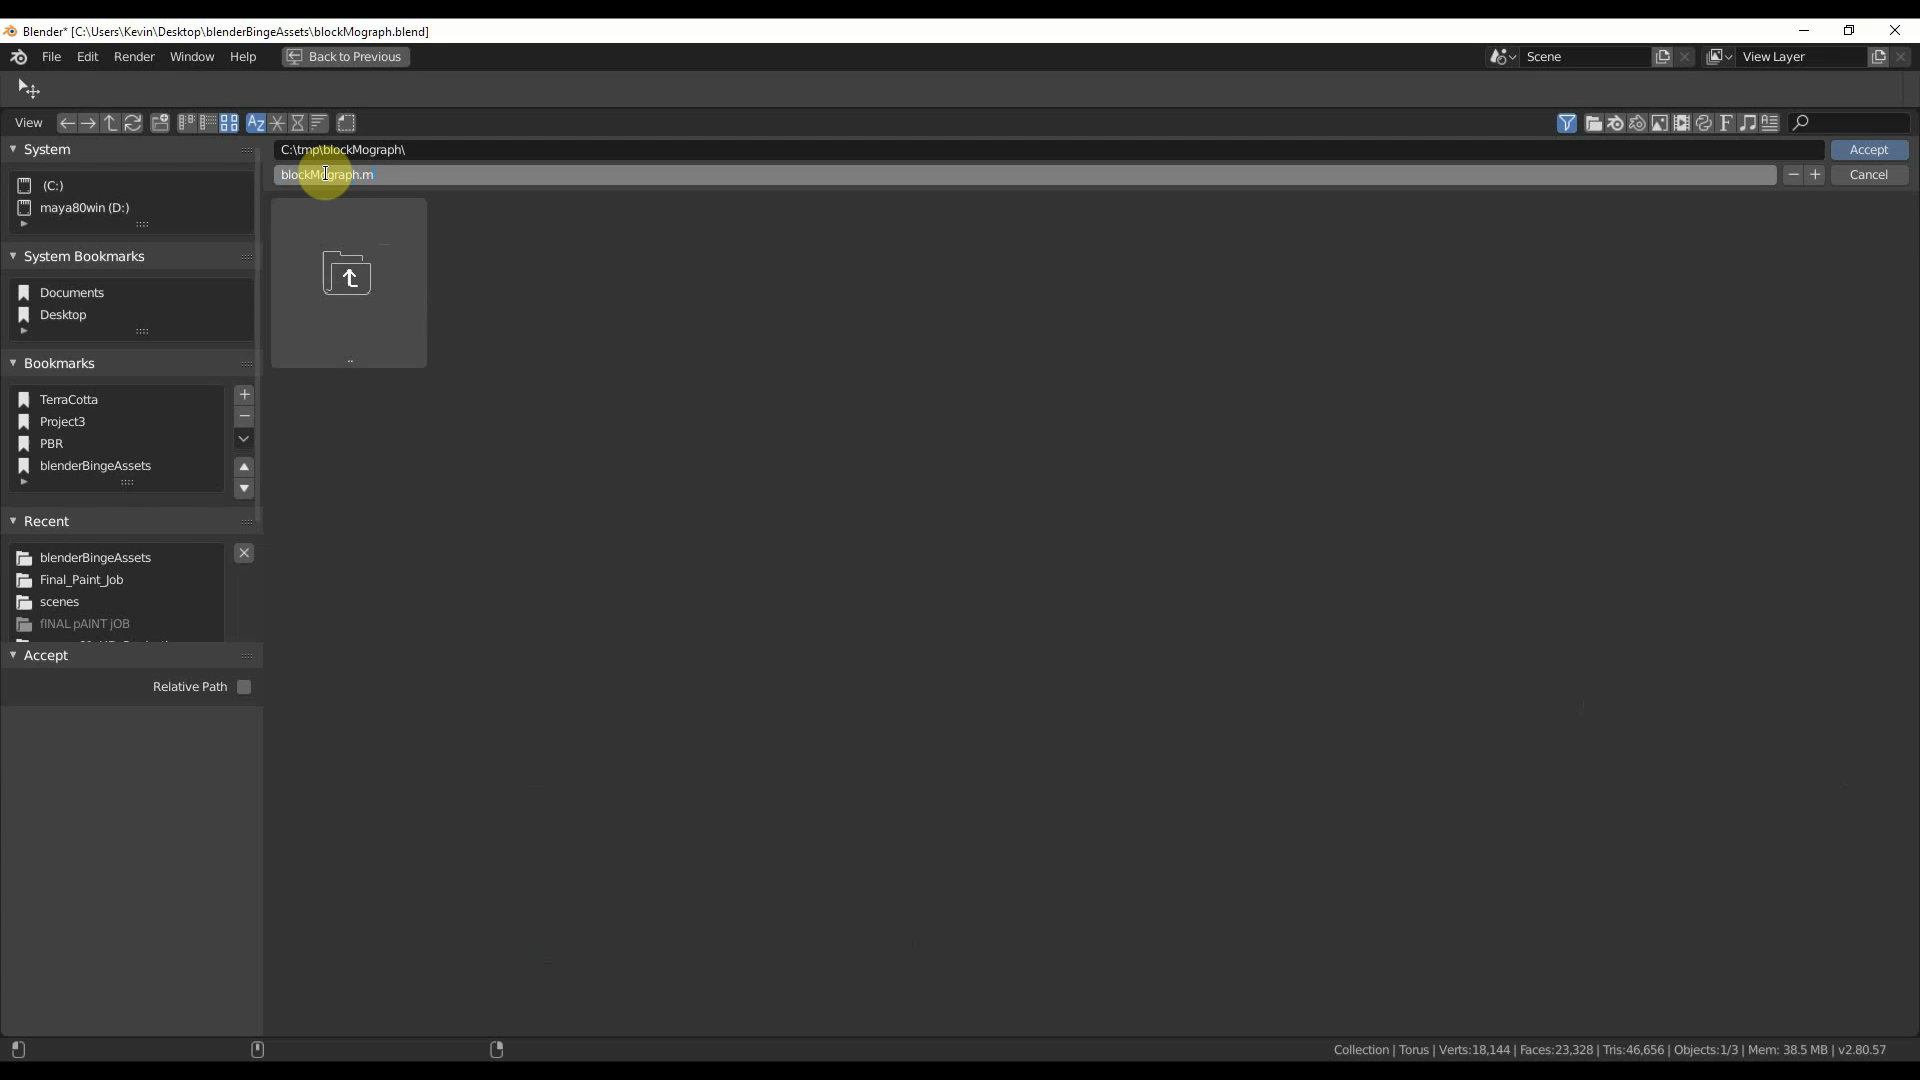 Blender* [C:\Users\Kevin\Desktop\blenderBingeAssets\blockMograph.blend]
File Edit Render Window Help Back to Previous Scene View Layer
View
System
C:\tmp\blockMograph\ Accept
blockMograph.m Cancel
(C:)
maya80win (D:)
System Bookmarks
Documents
Desktop
..
Bookmarks
TerraCotta
Project3
PBR
blenderBingeAssets
Recent
blenderBingeAssets
Final_Paint_Job
scenes
fINAL pAINT jOB
Accept
Relative Path
Collection | Torus | Verts:18,144 | Faces:23,328 | Tris:46,656 | Objects:1/3 | Mem: 38.5 MB | v2.80.57